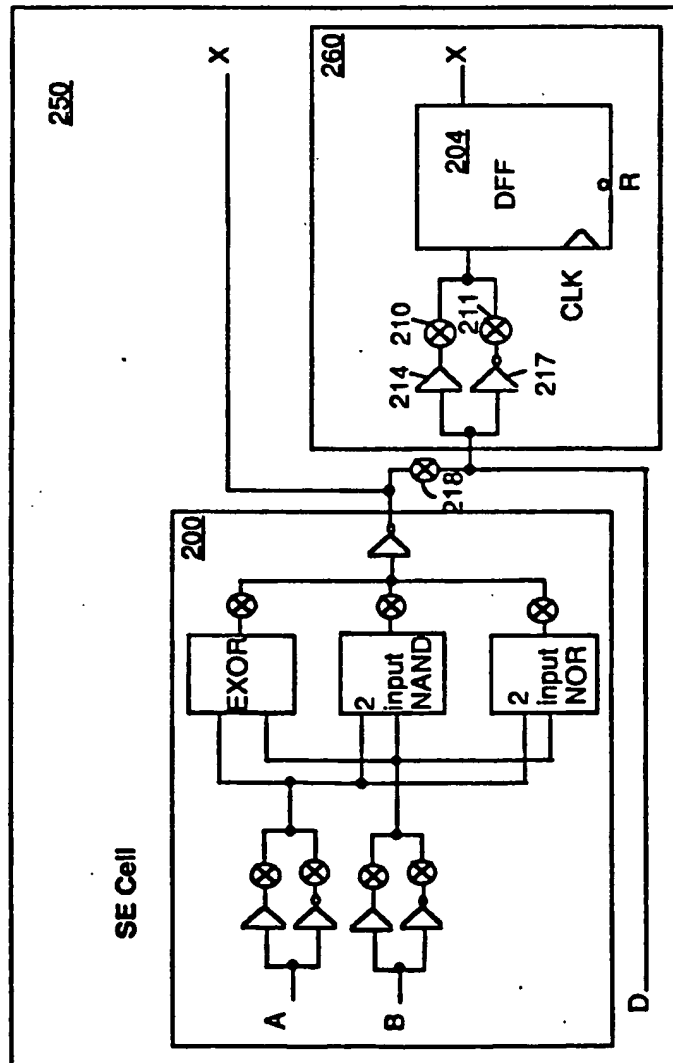 SE Cell
250
X
200
A
B
EXOR
2
input
NAND
2
input
NOR
218
260
214
210
211
217
204
DFF
X
CLK
R
D